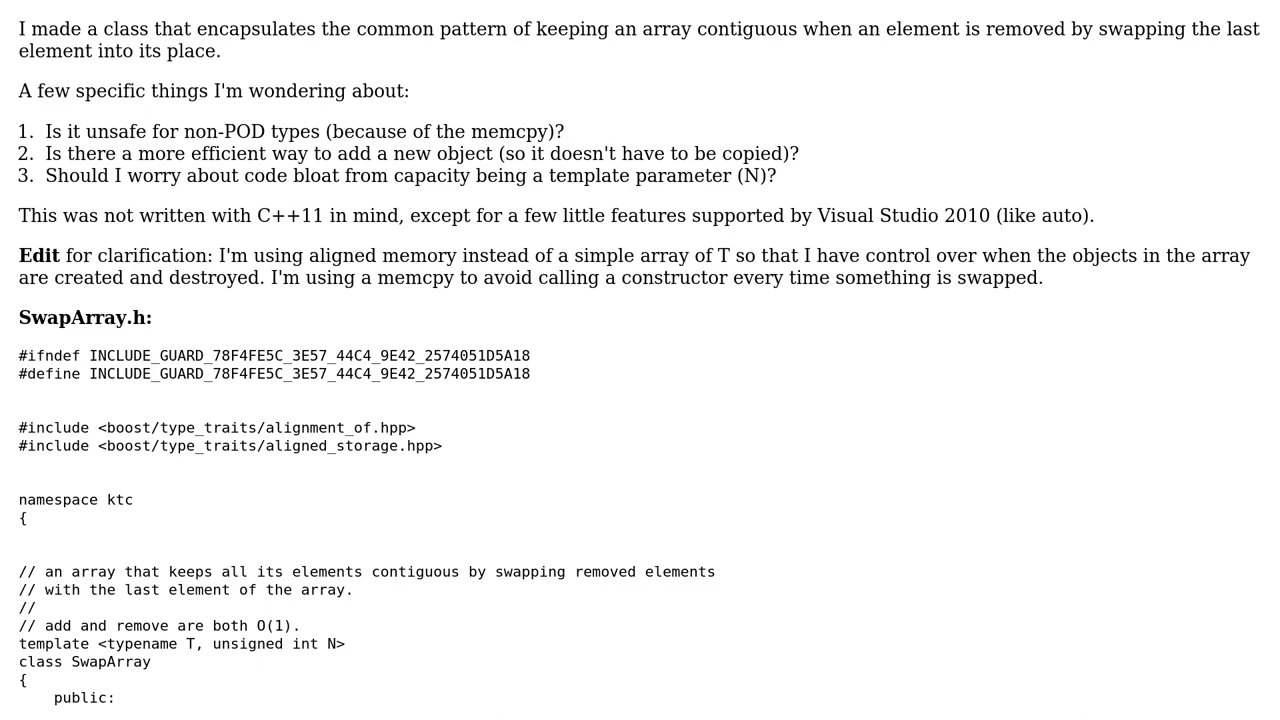 I made a class that encapsulates the common pattern of keeping an array contiguous when an element is removed by swapping the last
element into its place.
A few specific things I'm wondering about:
1. Is it unsafe for non-POD types (because of the memcpy)?
2. Is there a more efficient way to add a new object (so it doesn't have to be copied)?
3. Should I worry about code bloat from capacity being a template parameter (N)?
This was not written with C++11 in mind, except for a few little features supported by Visual Studio 2010 (like auto).
Edit for clarification: I'm using aligned memory instead of a simple array of T so that I have control over when the objects in the array
are created and destroyed. I'm using a memcpy to avoid calling a constructor every time something is swapped.
SwapArray.h:
#ifndef INCLUDE_GUARD_78F4FE5C_3E57_44C4_9E42_2574051D5A18
#define INCLUDE_GUARD_78F4FE5C_3E57_44C4_9E42_2574051D5A18
#include <boost/type_traits/alignment_of.hpp>
#include <boost/type_traits/aligned_storage.hpp>
namespace ktc
{
// an array that keeps all its elements contiguous by swapping removed elements
// with the last element of the array.
//
// add and remove are both O(1).
template <typename T, unsigned int N>
class SwapArray
{
    public: